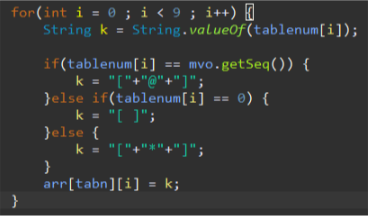 for(int i = 0 ; i < 9 ; i++) {
String k = String.valueOf(tablenum[i]);
if(tablenum[i] == mvo.getSeq()) {
k = "["+"@"+"]";
}else if(tablenum[i] == 0) {
k = "[ ]";
}else {
k = "["+"*"+"]";
}
arr[tabn][i] = k;
}